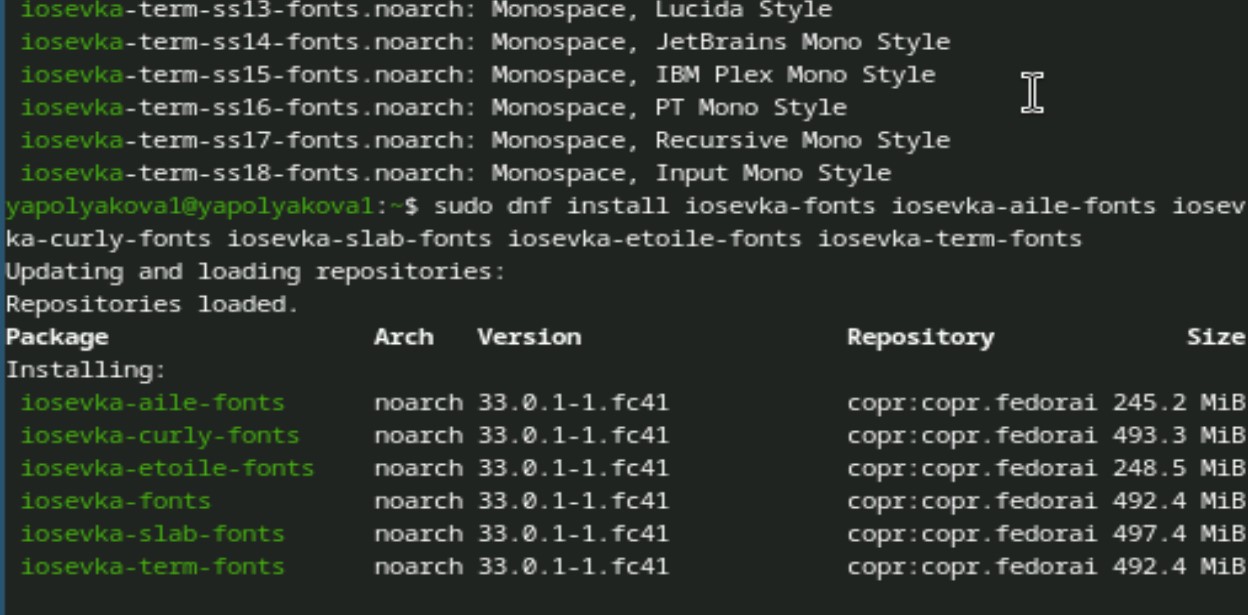 iosevka-term-ss13-fonts.noarch: Monospace, Lucida Style
iosevka-term-ss14-fonts.noarch: Monospace, JetBrains Mono Style
iosevka-term-ss15-fonts.noarch: Monospace, IBM Plex Mono Style
iosevka-term-ss16-fonts.noarch: Monospace, PT Mono Style
iosevka-term-ss17-fonts.noarch: Monospace, Recursive Mono Style
iosevka-term-ss18-fonts.noarch: Monospace, Input Mono Style
yapolyakova1@yapolyakova1:~$ sudo dnf install iosevka-fonts iosevka-aile-fonts iosev
ka-curly-fonts iosevka-slab-fonts iosevka-etoile-fonts iosevka-term-fonts
Updating and loading repositories:
Repositories loaded.
Package Arch Version Repository Size
Installing:
iosevka-aile-fonts noarch 33.0.1-1.fc41 copr:copr.fedorai 245.2 MiB
iosevka-curly-fonts noarch 33.0.1-1.fc41 copr:copr.fedorai 493.3 MiB
iosevka-etoile-fonts noarch 33.0.1-1.fc41 copr:copr.fedorai 248.5 MiB
iosevka-fonts noarch 33.0.1-1.fc41 copr:copr.fedorai 492.4 MiB
iosevka-slab-fonts noarch 33.0.1-1.fc41 copr:copr.fedorai 497.4 MiB
iosevka-term-fonts noarch 33.0.1-1.fc41 copr:copr.fedorai 492.4 MiB